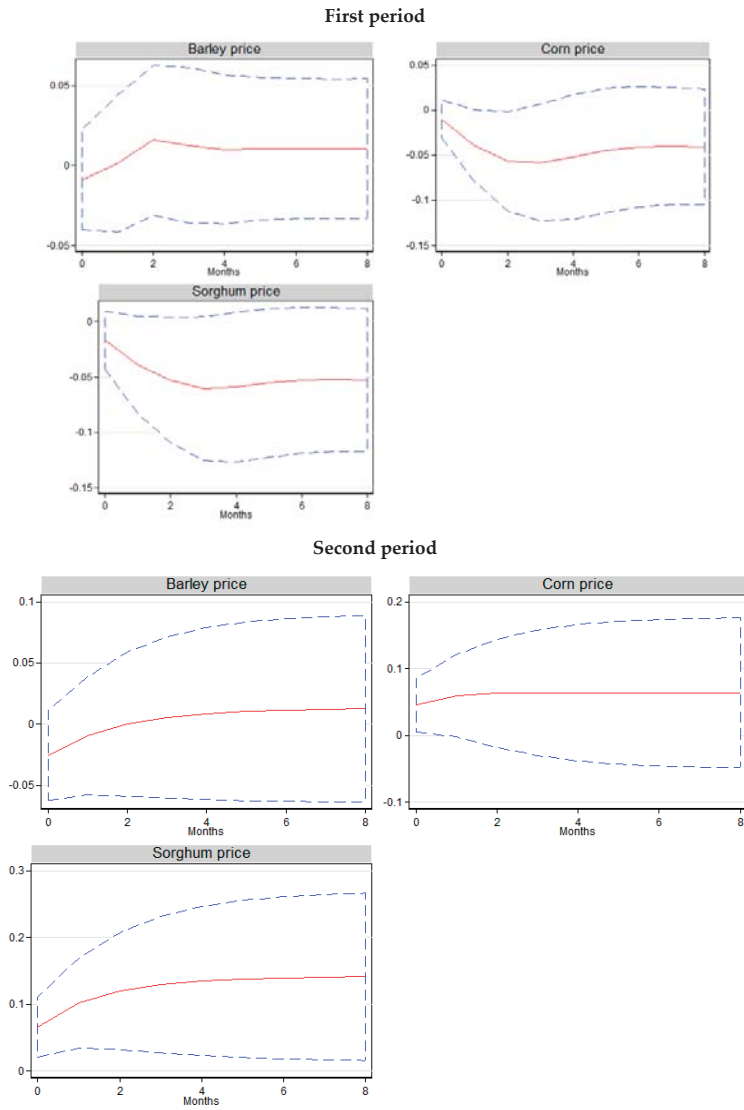 First period
Barley price
0.05
0
-0.05
0 2 4 6 8
Months
Corn price
0.05
0
-0.05
-0.1
-0.15
0 2 4 6 8
Months
Sorghum price
0
-0.05
-0.1
-0.15
0 2 4 6 8
Months
Second period
Barley price
0.1
0.05
0
-0.05
0 2 4 6 8
Months
Corn price
0.2
0.1
0
-0.1
0 2 4 6 8
Months
Sorghum price
0.3
0.2
0.1
0
0 2 4 6 8
Months